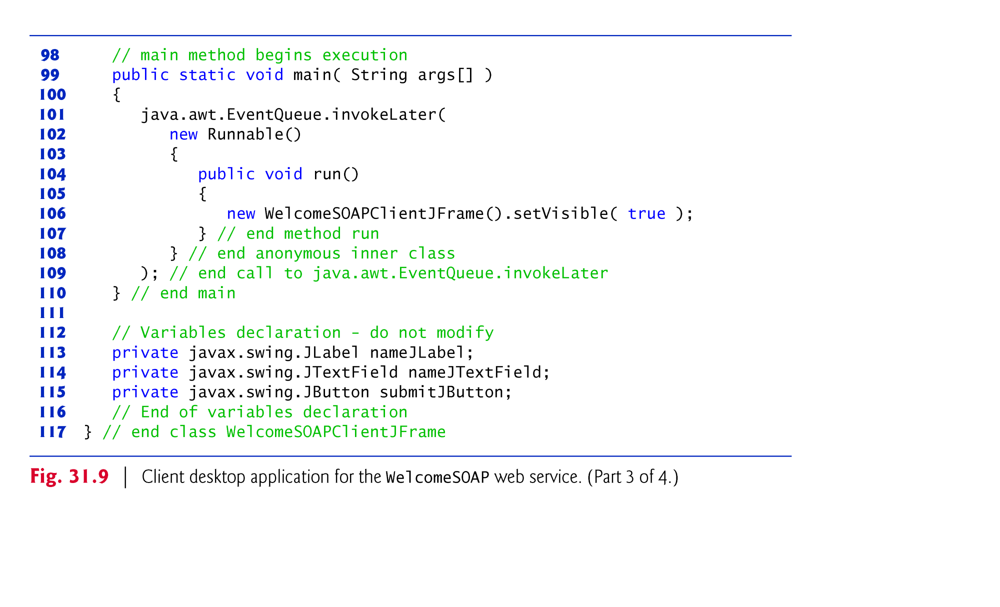 98 // main method begins execution
99 public static void main( String args[] )
100 {
101 java.awt.EventQueue.invokeLater(
102 new Runnable()
103 {
104 public void run()
105 {
106 new WelcomeSOAPClientJFrame().setVisible( true );
107 } // end method run
108 } // end anonymous inner class
109 ); // end call to java.awt.EventQueue.invokeLater
110 } // end main
111
112 // Variables declaration - do not modify
113 private javax.swing.JLabel nameJLabel;
114 private javax.swing.JTextField nameJTextField;
115 private javax.swing.JButton submitJButton;
116 // End of variables declaration
117 } // end class WelcomeSOAPClientJFrame
Fig. 31.9 | Client desktop application for the WelcomeSOAP web service. (Part 3 of 4.)